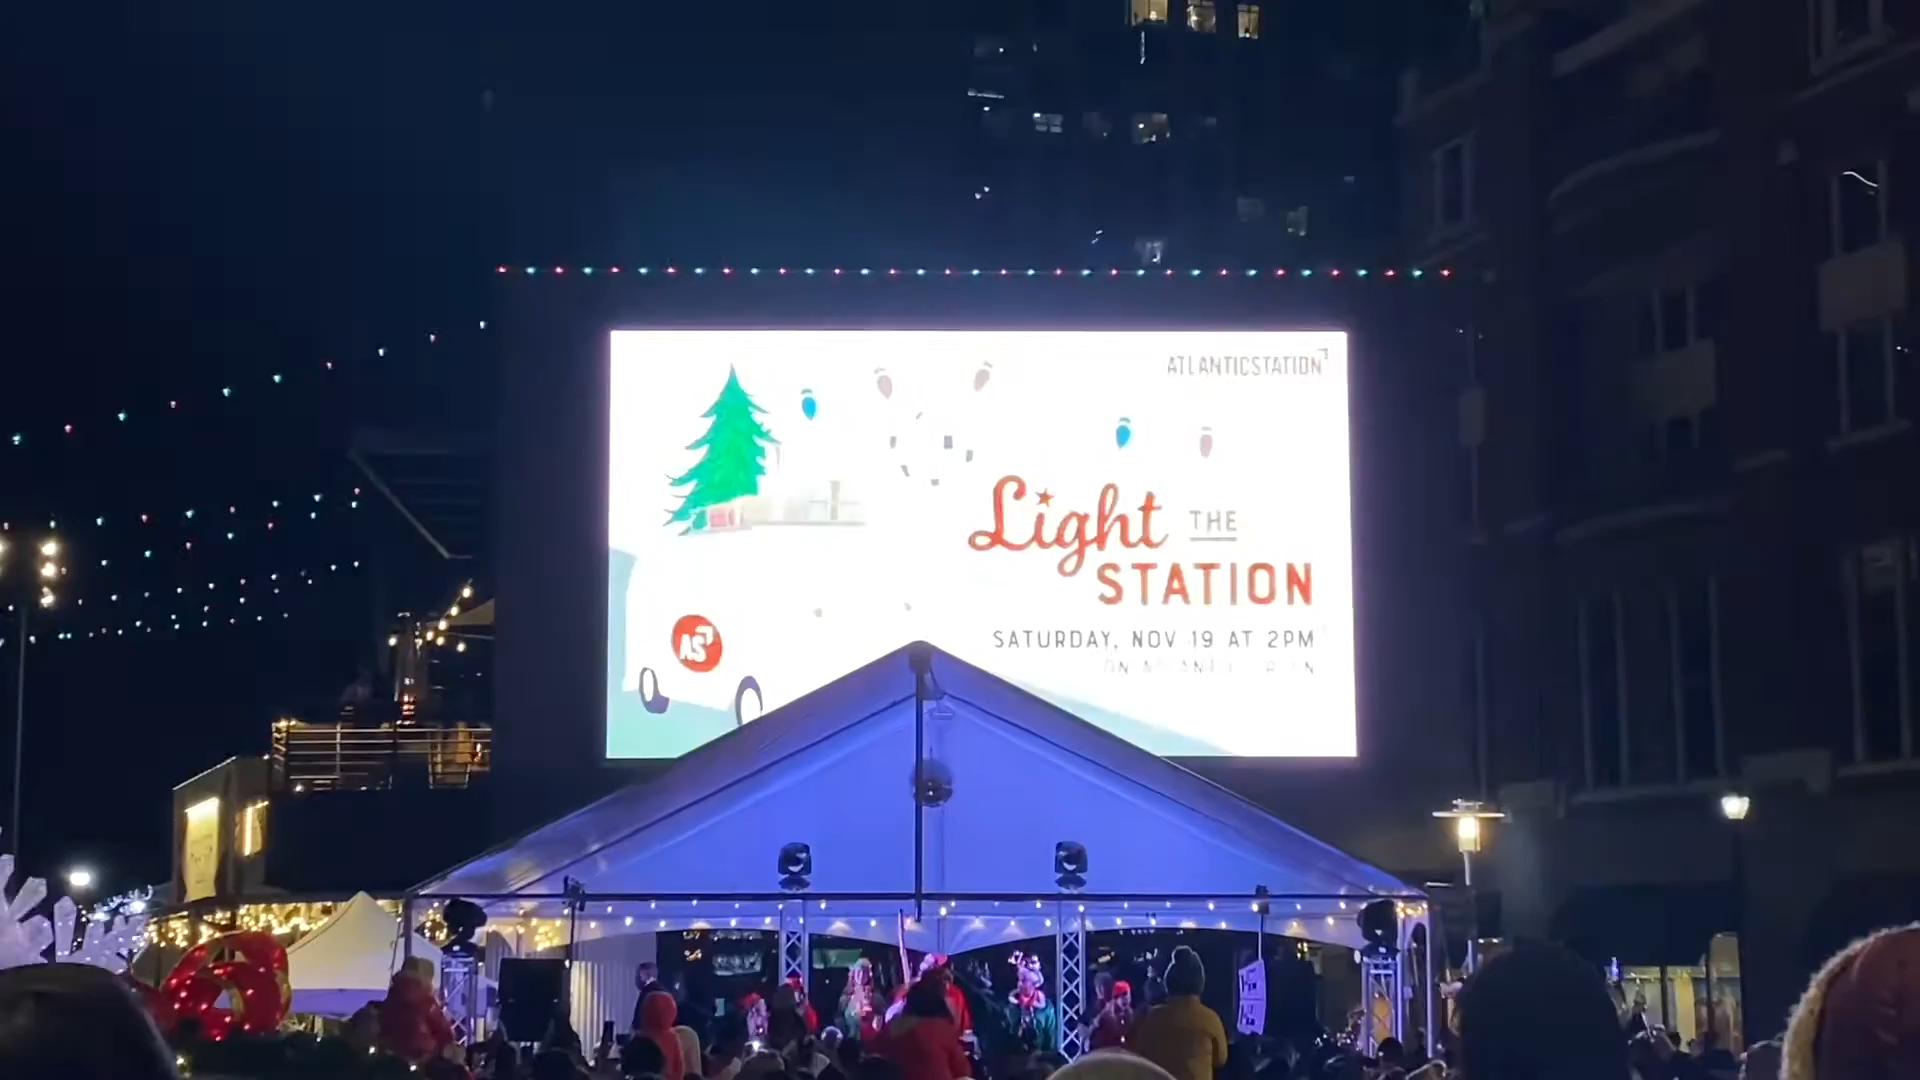 ATLANTICSTATION
Light THE
STATION
SATURDAY, NOV 19 AT 2PM
AS